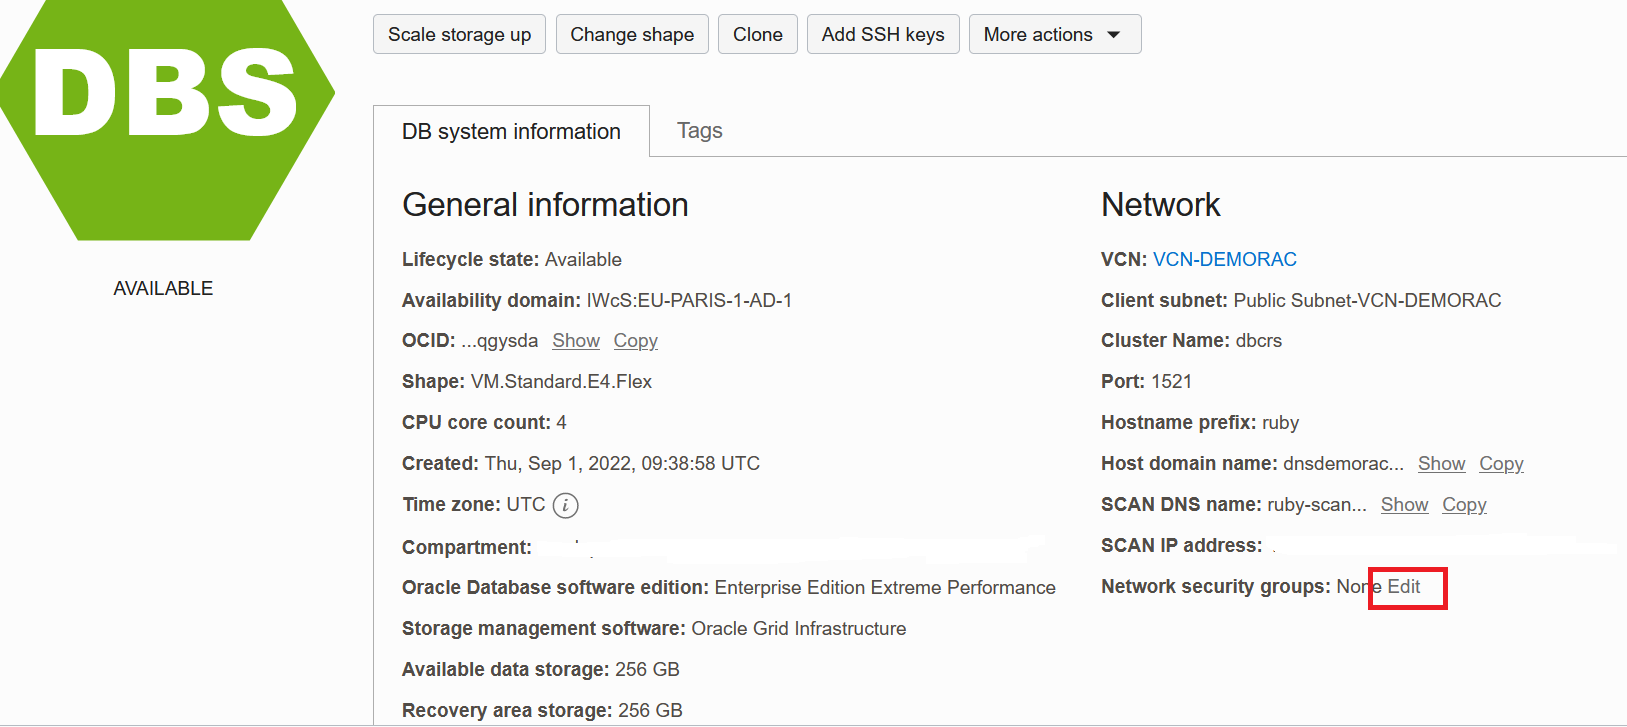 DBS
AVAILABLE
Scale storage up
Change shape
Clone
Add SSH keys
More actions
DB system information
Tags
General information
Lifecycle state: Available
Availability domain: IWcS:EU-PARIS-1-AD-1
OCID: ...qgysda Show Copy
Shape: VM.Standard.E4.Flex
CPU core count: 4
Created: Thu, Sep 1, 2022, 09:38:58 UTC
Time zone: UTC i
Compartment:
Oracle Database software edition: Enterprise Edition Extreme Performance
Storage management software: Oracle Grid Infrastructure
Available data storage: 256 GB
Recovery area storage: 256 GB
Network
VCN: VCN-DEMORAC
Client subnet: Public Subnet-VCN-DEMORAC
Cluster Name: dbcrs
Port: 1521
Hostname prefix: ruby
Host domain name: dnsdemorac... Show Copy
SCAN DNS name: ruby-scan... Show Copy
SCAN IP address:
Network security groups: None Edit